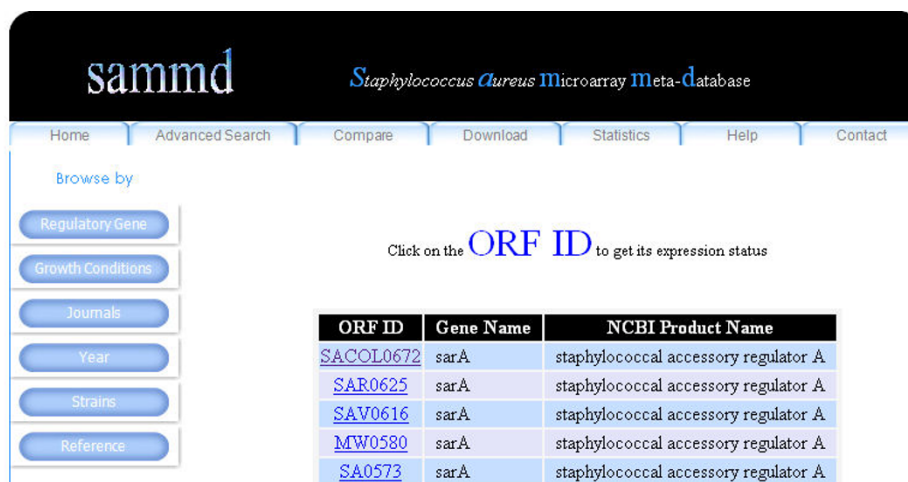 sammd
Staphylococcus aureus microarray meta-database
Home Advanced Search Compare Download Statistics Help Contact
Browse by
Regulatory Gene
Growth Conditions
Journals
Year
Strains
Reference
Click on the ORF ID to get its expression status
ORF ID Gene Name NCBI Product Name
SACOL0672 sarA staphylococcal accessory regulator A
SAR0625 sarA staphylococcal accessory regulator A
SAV0616 sarA staphylococcal accessory regulator A
MW0580 sarA staphylococcal accessory regulator A
SA0573 sarA staphylococcal accessory regulator A